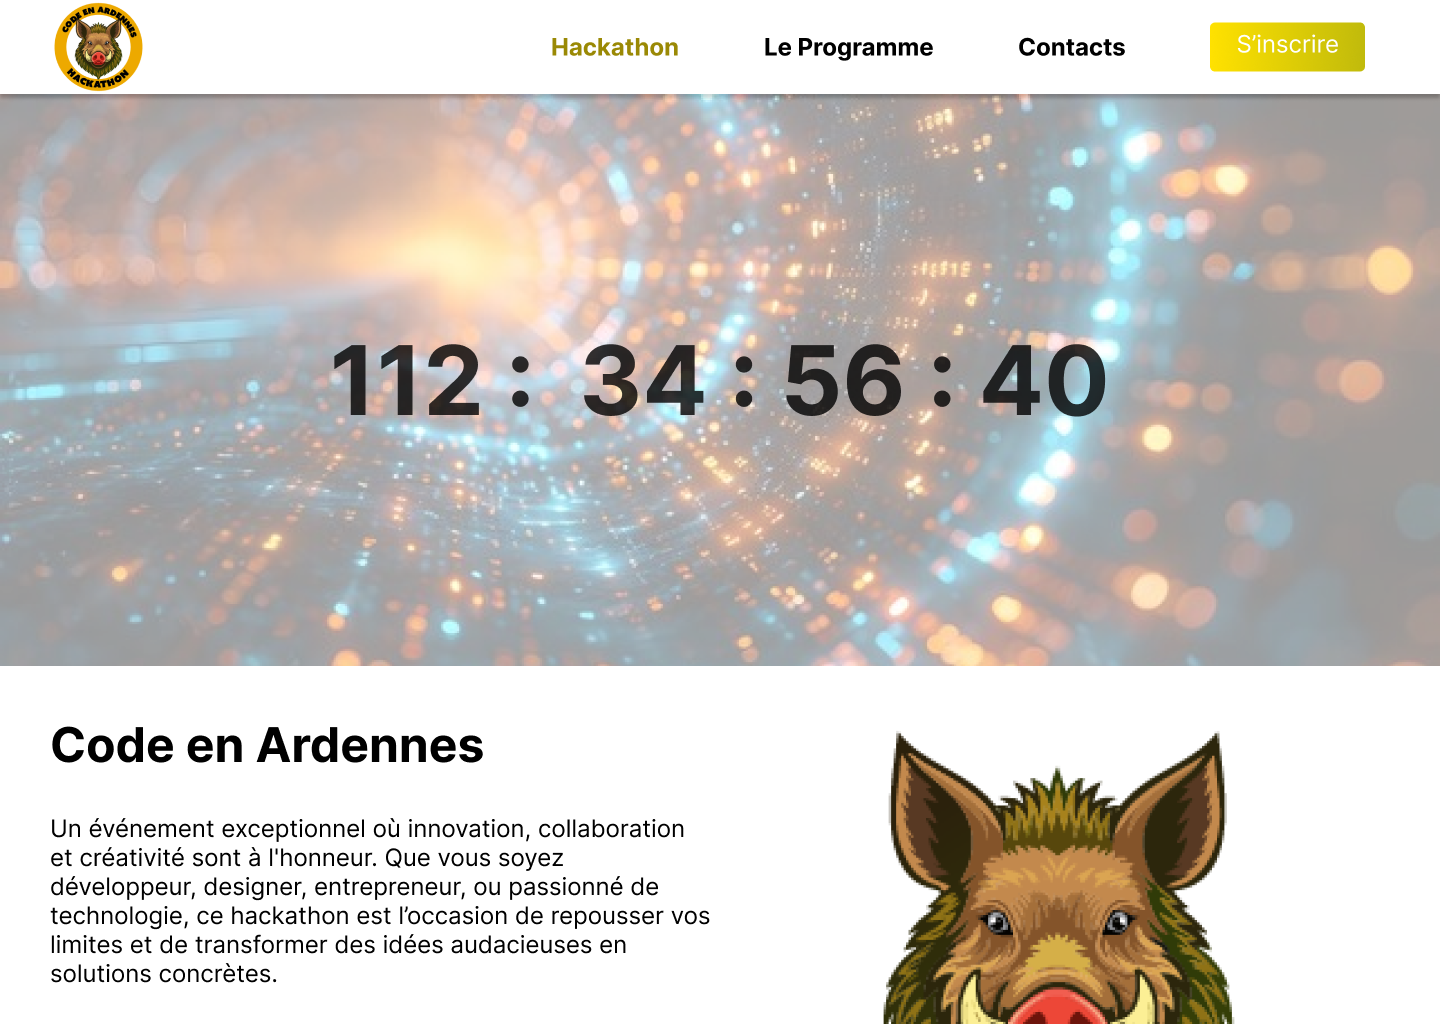 CODE EN ARDENNES
HACKATHON
Hackathon
Le Programme
Contacts
S’inscrire
112 : 34 : 56 : 40
Code en Ardennes
Un événement exceptionnel où innovation, collaboration
et créativité sont à l'honneur. Que vous soyez
développeur, designer, entrepreneur, ou passionné de
technologie, ce hackathon est l’occasion de repousser vos
limites et de transformer des idées audacieuses en
solutions concrètes.